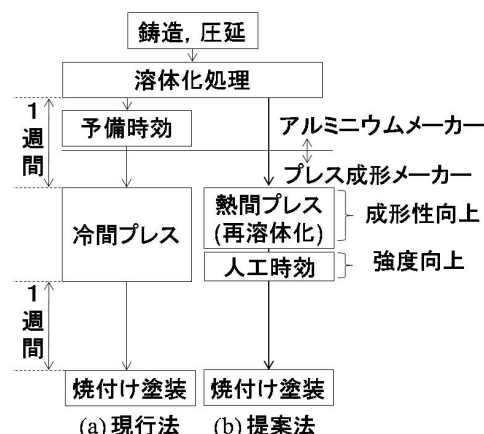 鋳造, 圧延
溶体化処理
1週間
予備時効
アルミニウムメーカー
プレス成形メーカー
冷間プレス
熱間プレス
(再溶体化)
成形性向上
人工時効
強度向上
1週間
焼付け塗装
焼付け塗装
(a) 現行法
(b) 提案法